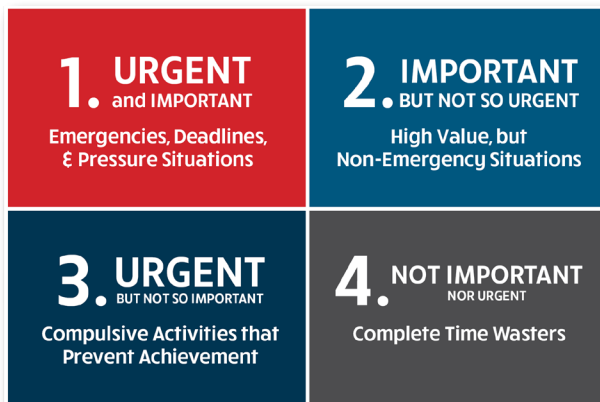 1. URGENT
and IMPORTANT
Emergencies, Deadlines,
& Pressure Situations
2. IMPORTANT
BUT NOT SO URGENT
High Value, but
Non-Emergency Situations
3. URGENT
BUT NOT SO IMPORTANT
Compulsive Activities that
Prevent Achievement
4. NOT IMPORTANT
NOR URGENT
Complete Time Wasters